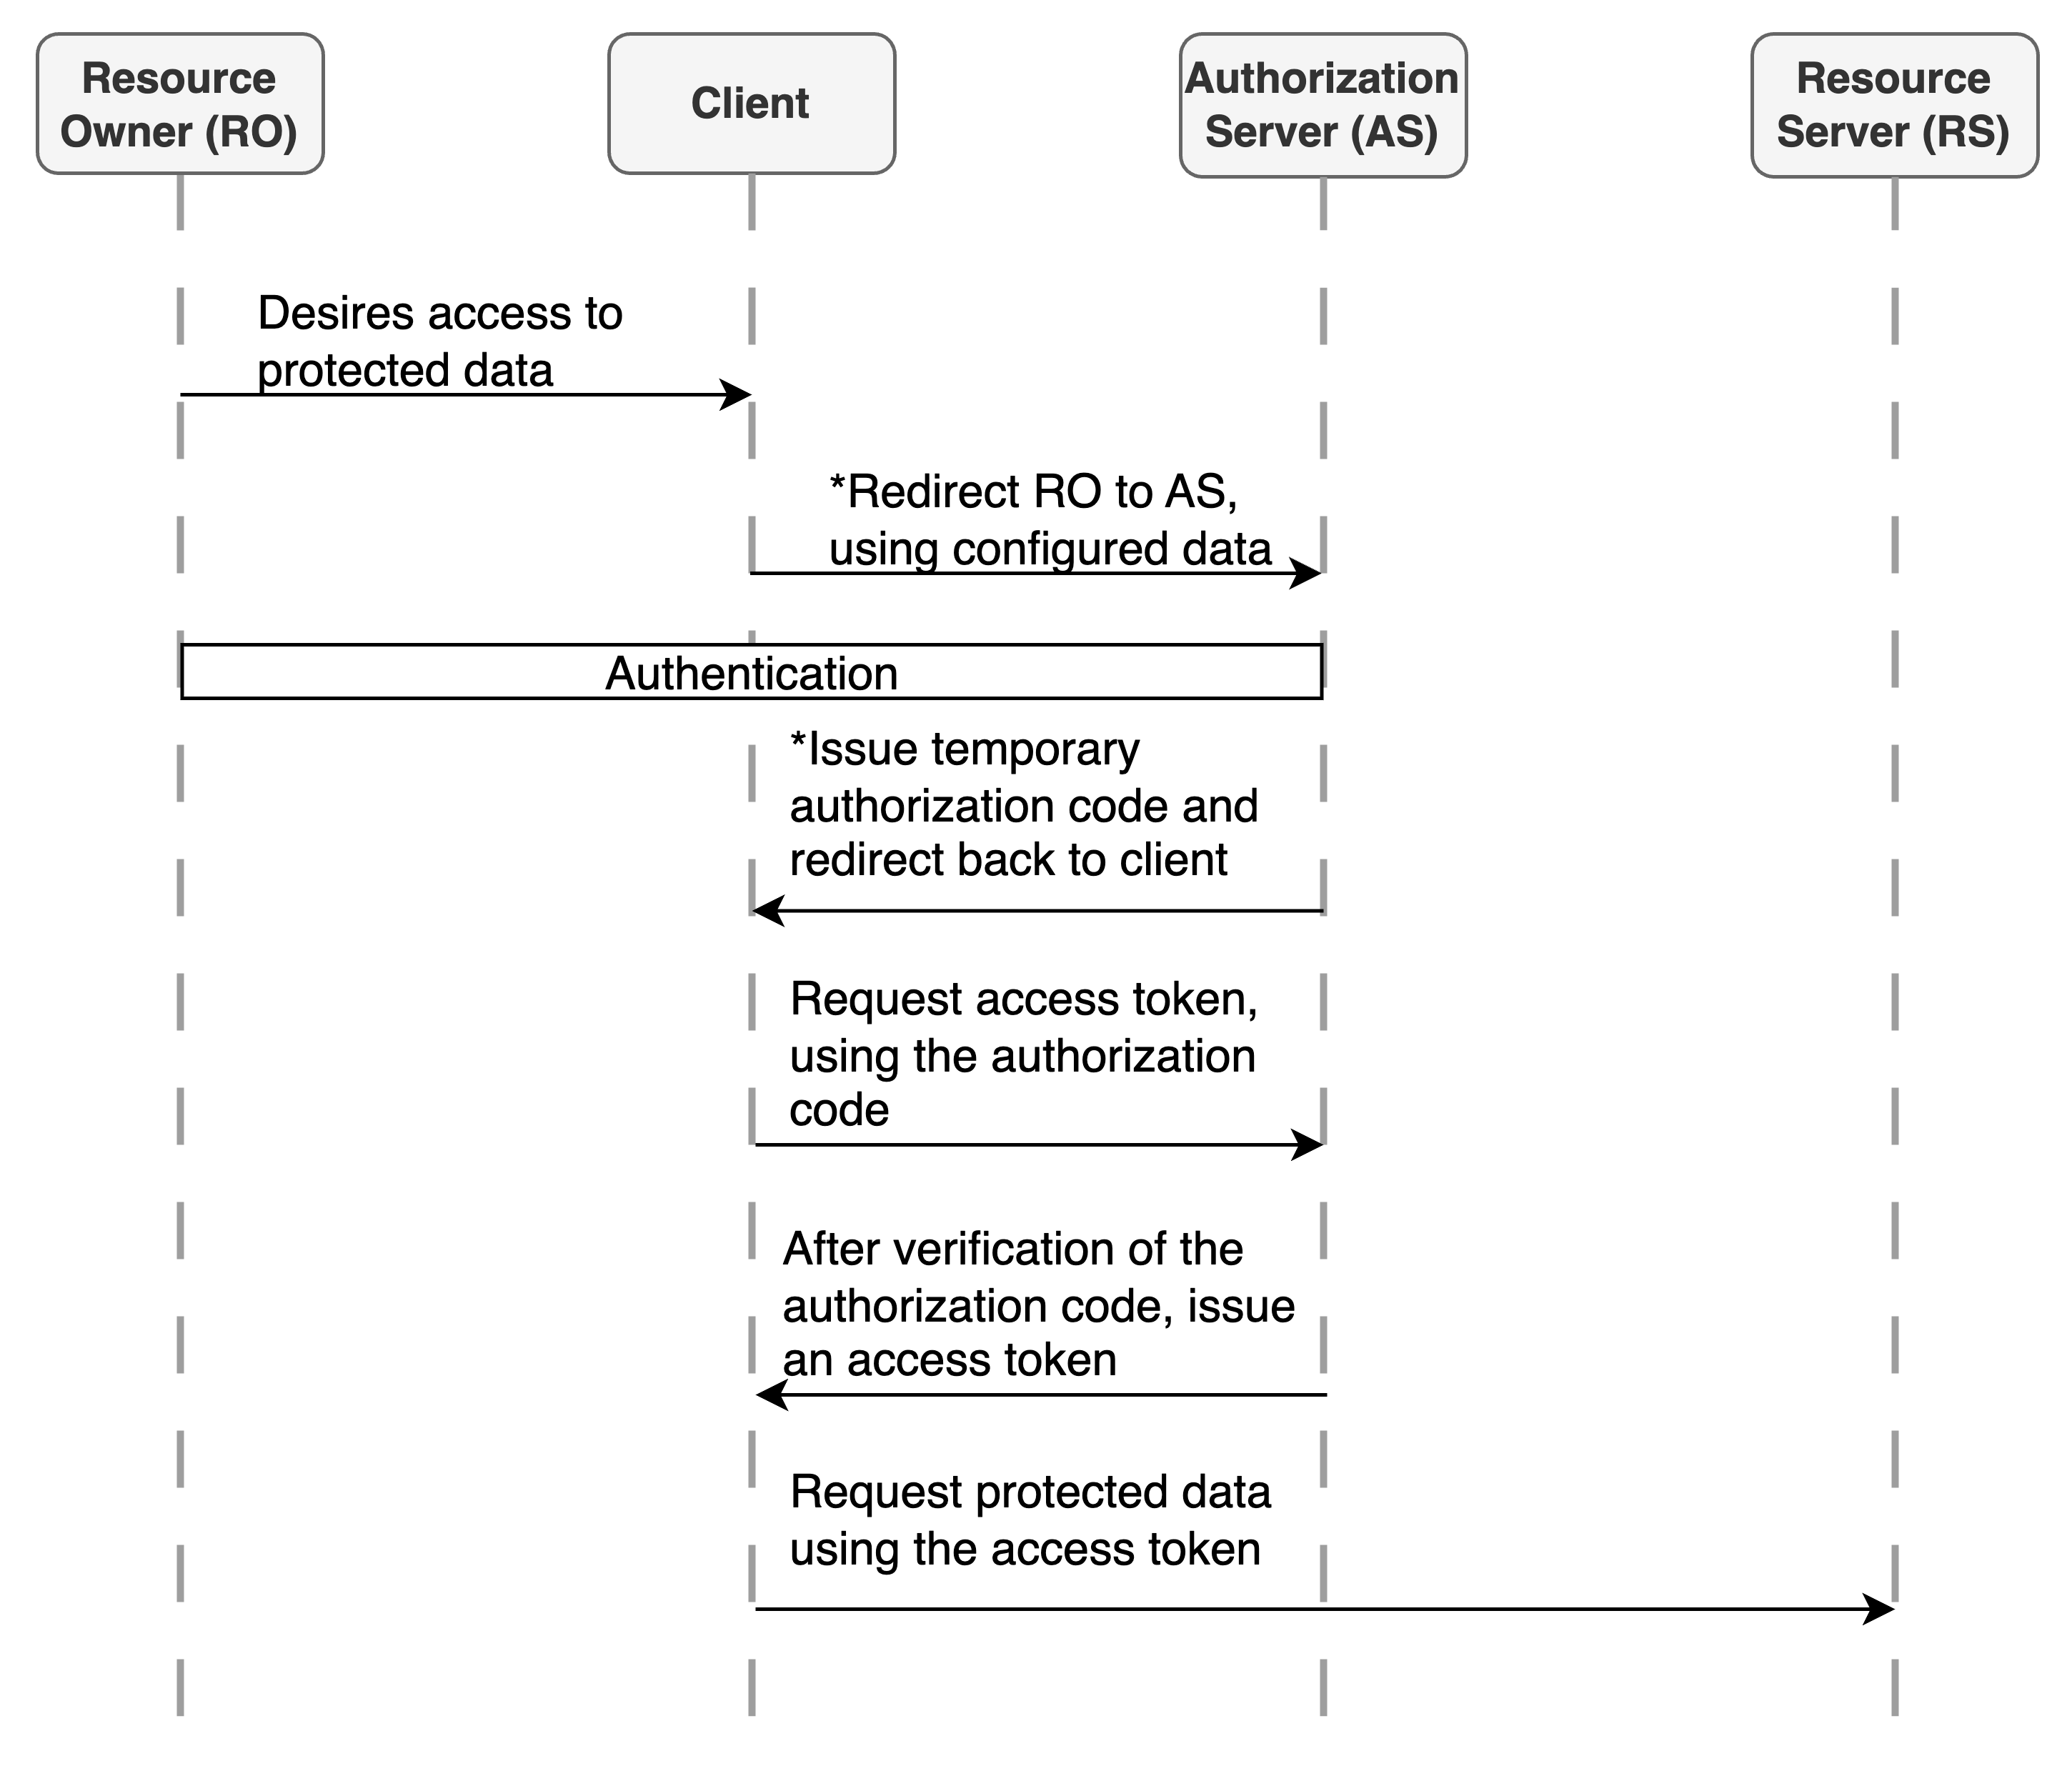 Resource
Owner (RO)
Client
Authorization
Server (AS)
Resource
Server (RS)
Desires access to
protected data
*Redirect RO to AS,
using configured data
Authentication
*Issue temporary
authorization code and
redirect back to client
Request access token,
using the authorization
code
After verification of the
authorization code, issue
an access token
Request protected data
using the access token